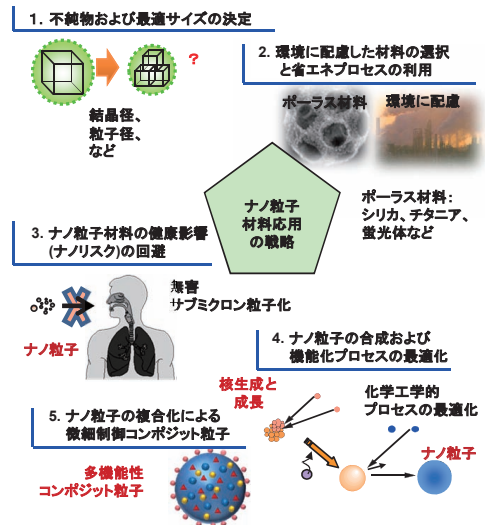 1. 不純物および最適サイズの決定
?
結晶径、
粒子径、
など
2. 環境に配慮した材料の選択
と省エネプロセスの利用
ポーラス材料
環境に配慮
ポーラス材料：
シリカ、チタニア、
蛍光体など
ナノ粒子
材料応用
の戦略
3. ナノ粒子材料の健康影響
(ナノリスク)の回避
無害
サブミクロン粒子化
ナノ粒子
4. ナノ粒子の合成および
機能化プロセスの最適化
核生成と
成長
化学工学的
プロセスの最適化
ナノ粒子
5. ナノ粒子の複合化による
微細制御コンポジット粒子
多機能性
コンポジット粒子